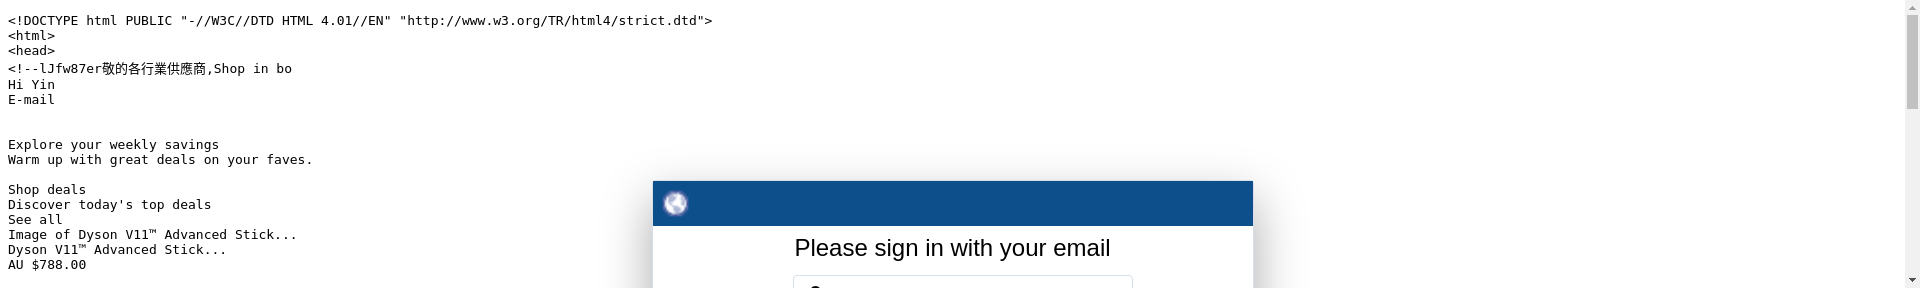 <!DOCTYPE html PUBLIC "-//W3C//DTD HTML 4.01//EN" "http://www.w3.org/TR/html4/strict.dtd">
<html>
<head>
<!--lJfw87er敬的各行業供應商,Shop in bo
Hi Yin
E-mail
Explore your weekly savings
Warm up with great deals on your faves.
Shop deals
Discover today's top deals
See all
Image of Dyson V11™ Advanced Stick...
Dyson V11™ Advanced Stick...
AU $788.00
Please sign in with your email